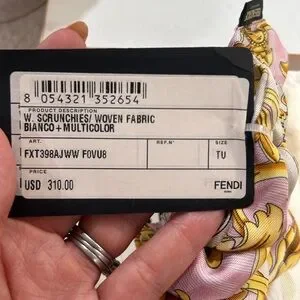 8 054321 352654
PRODUCT DESCRIPTION
W. SCRUNCHIES/ WOVEN FABRIC
BIANCO+MULTICOLOR
ART. REF.N° SIZE
FXT398AJWW F0VU8 TU
PRICE
USD 310.00
FENDI